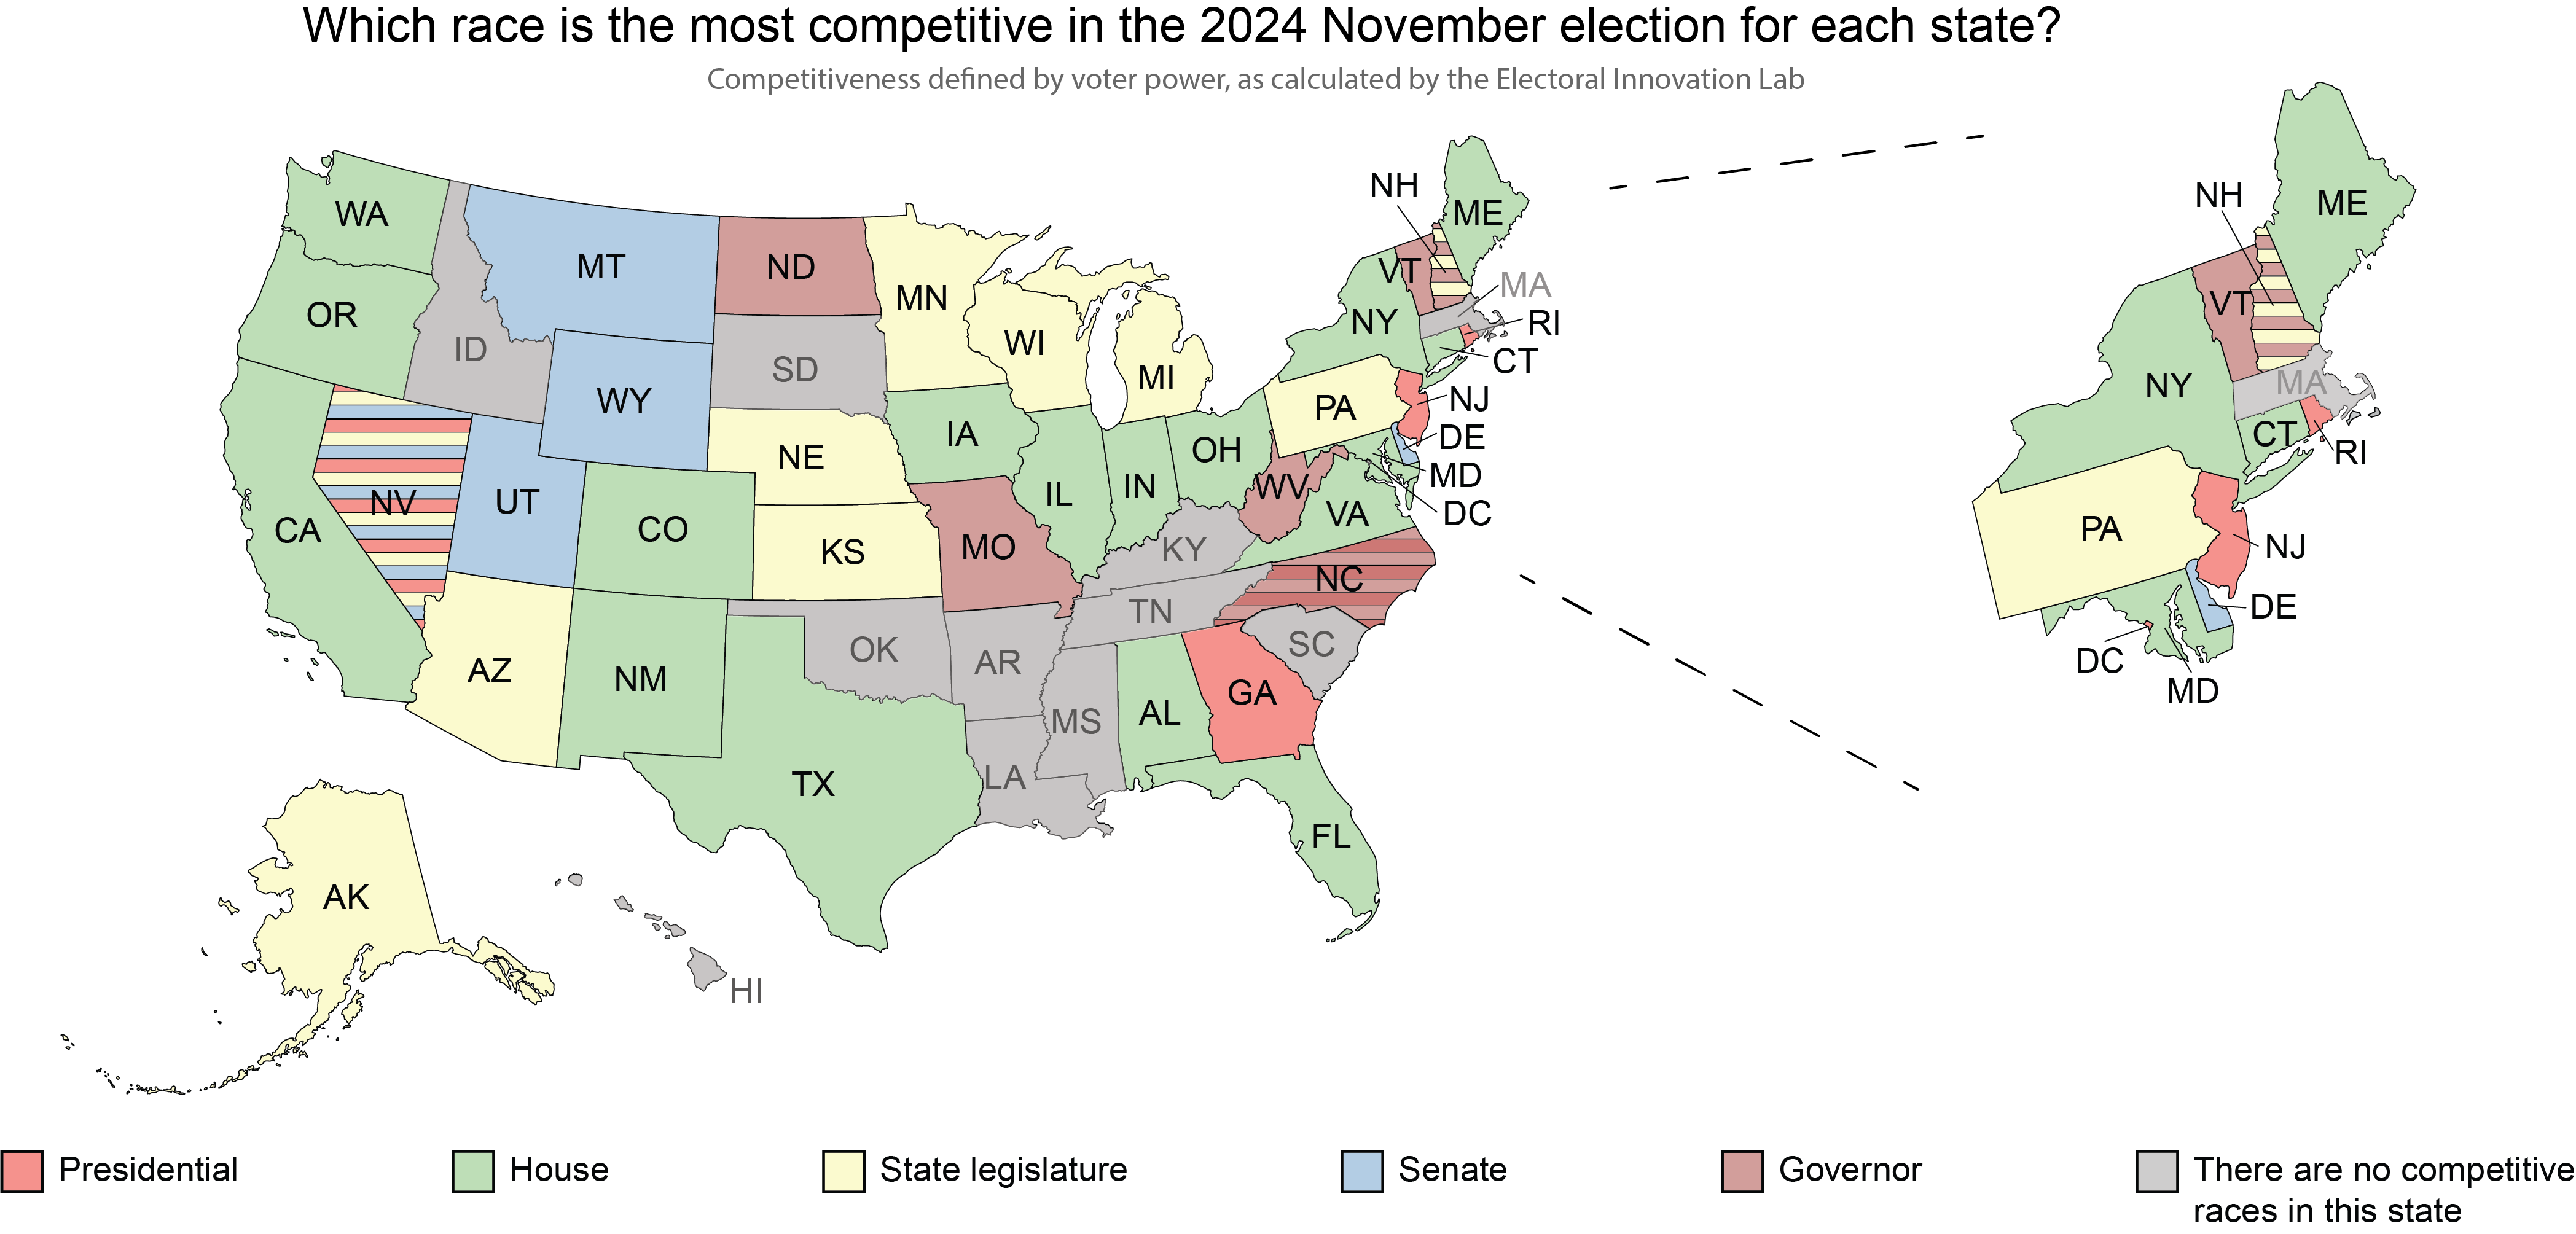 Which race is the most competitive in the 2024 November election for each state?
Competitiveness defined by voter power, as calculated by the Electoral Innovation Lab
WA
MT
ND
MN
OR
ID
WY
SD
WI
MI
NH
ME
VT
MA
NY
RI
CT
NV
UT
NE
IA
PA
NJ
DE
MD
DC
CA
CO
KS
MO
IL
IN
OH
WV
VA
KY
NC
AZ
NM
OK
AR
TN
SC
TX
LA
MS
AL
GA
FL
AK
HI
NH
ME
VT
NY
MA
CT
RI
PA
NJ
DE
DC
MD
Presidential
House
State legislature
Senate
Governor
There are no competitive
races in this state